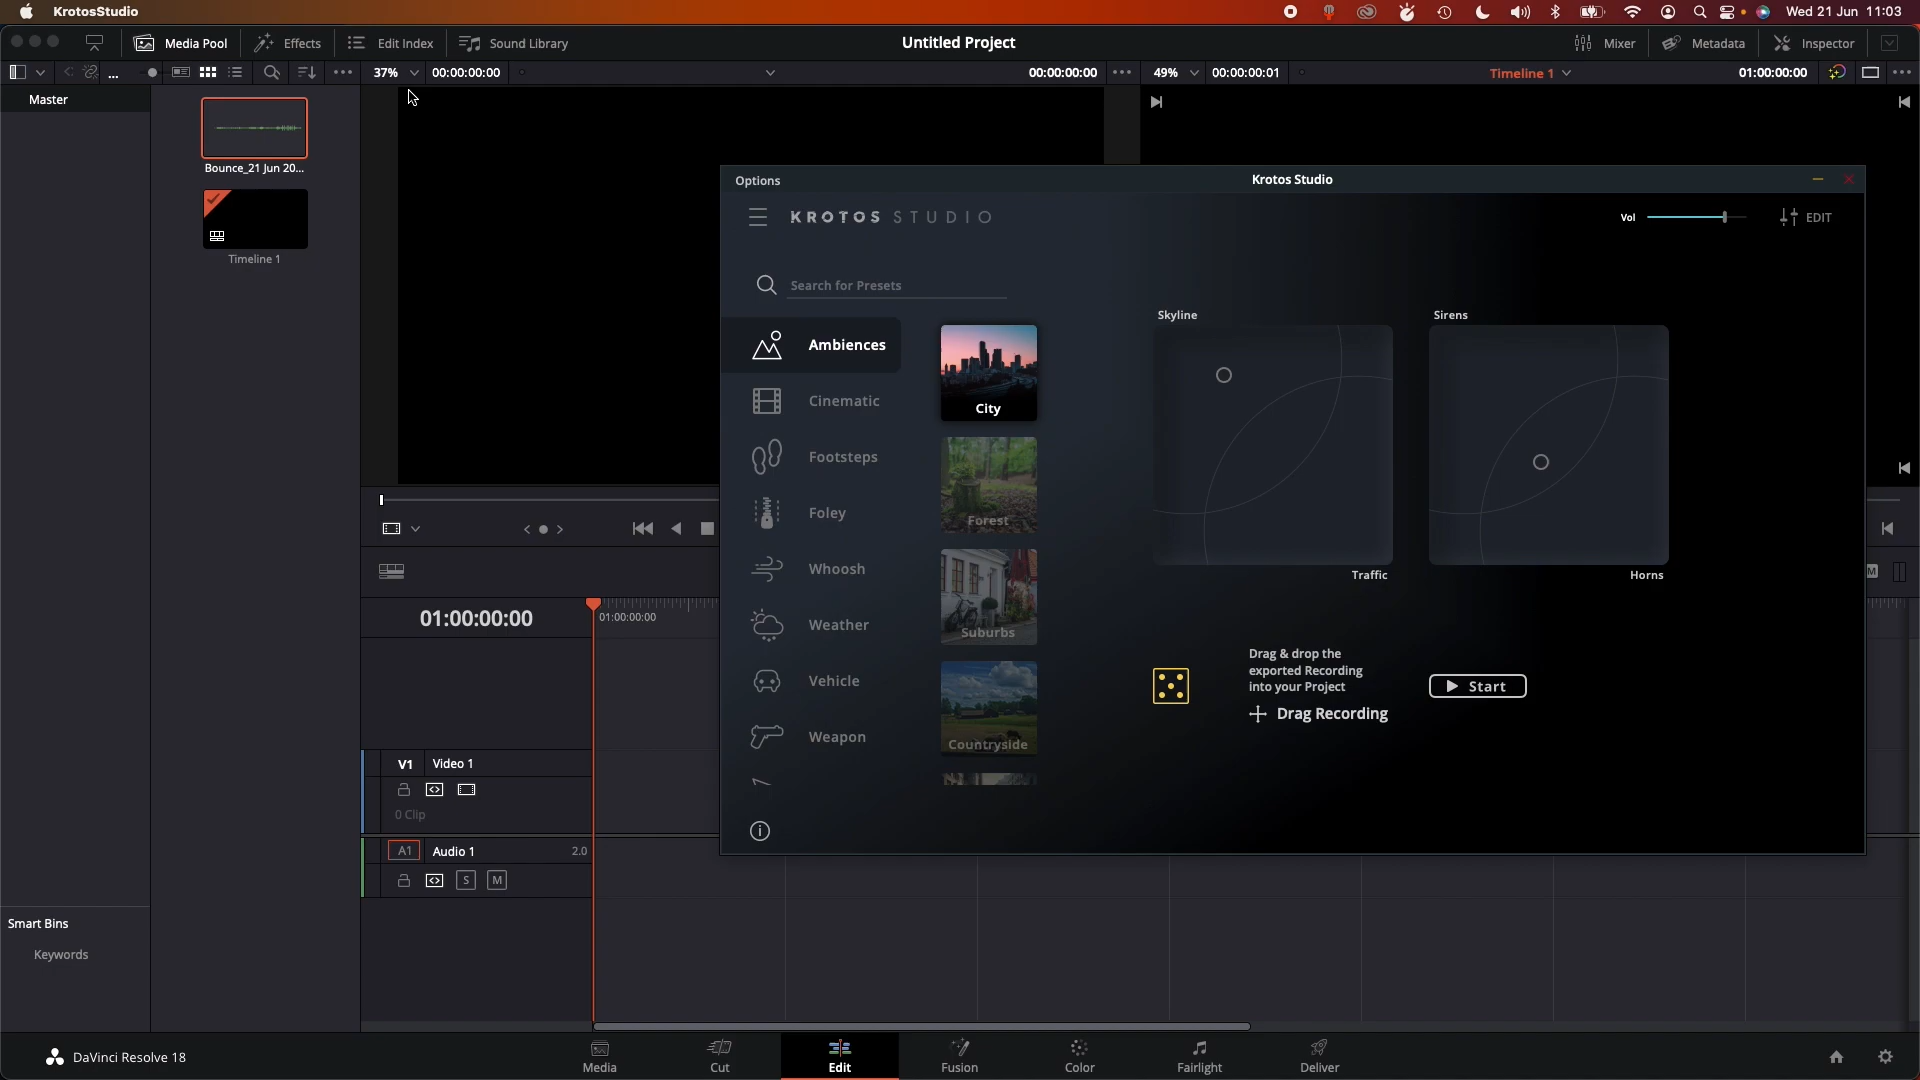 KrotosStudio
Wed 21 Jun 11:03
Media Pool
Effects
Edit Index
Sound Library
Untitled Project
Mixer
Metadata
Inspector
...
37%
00:00:00:00
00:00:00:00
49%
00:00:00:01
Timeline 1
01:00:00:00
Master
Bounce_21 Jun 20...
Timeline 1
Options
Krotos Studio
KROTOS STUDIO
Vol
EDIT
Search for Presets
Ambiences
Cinematic
Footsteps
Foley
Whoosh
Weather
Vehicle
Weapon
City
Forest
Suburbs
Countryside
Skyline
Traffic
Sirens
Horns
Drag & drop the
exported Recording
into your Project
Drag Recording
Start
M
01:00:00:00
01:00:00:00
V1 Video 1
0 Clip
A1 Audio 1 2.0
S M
Smart Bins
Keywords
DaVinci Resolve 18
Media
Cut
Edit
Fusion
Color
Fairlight
Deliver